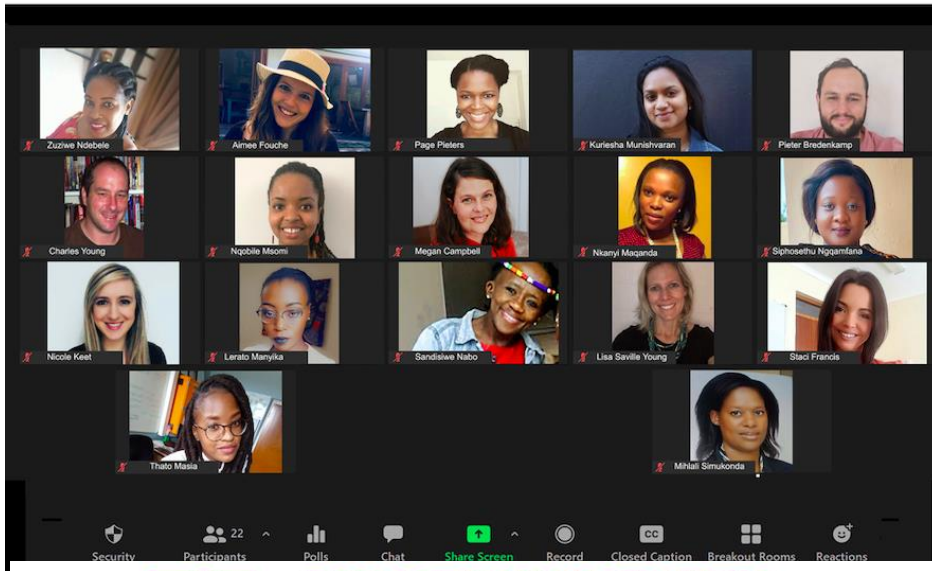 Zuziwe Ndebele
Aimee Fouche
Page Pieters
Kuriesha Munishvaran
Pieter Bredenkamp
Charles Young
Nqobile Msomi
Megan Campbell
Nkanyi Maqanda
Siphosethu Ngqamfana
Nicole Keet
Lerato Manyika
Sandisiwe Nabo
Lisa Saville Young
Staci Francis
Thato Masia
Mihlali Simukonda
22
CC
Security
Participants
Polls
Chat
Share Screen
Record
Closed Caption
Breakout Rooms
Reactions